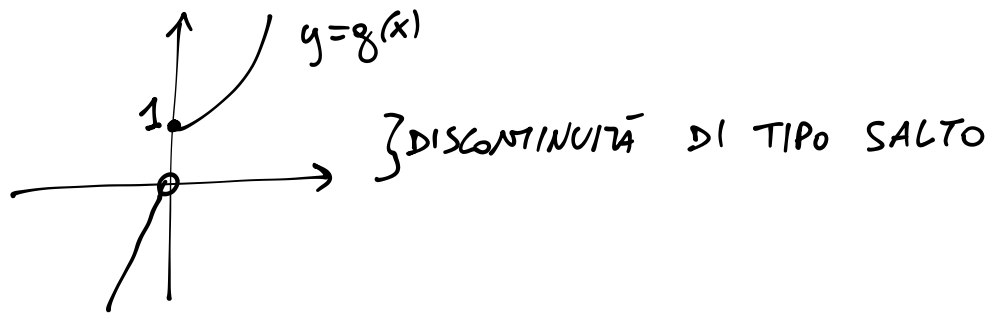 y=g(x)
1
}DISCONTINUITÀ DI TIPO SALTO